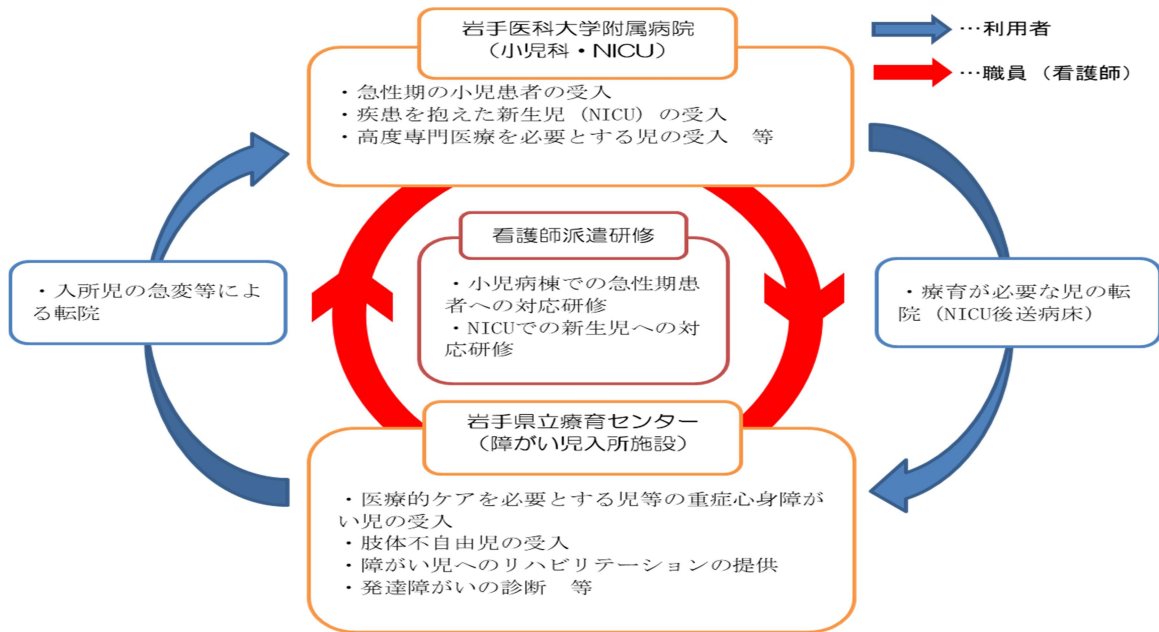 岩手医科大学附属病院
(小児科・NICU)
・急性期の小児患者の受入
・疾患を抱えた新生児(NICU)の受入
・高度専門医療を必要とする児の受入　等
…利用者
…職員(看護師)
看護師派遣研修
・小児病棟での急性期患
者への対応研修
・NICUでの新生児への対
応研修
・入所児の急変等によ
る転院
・療育が必要な児の転
院(NICU後送病床)
岩手県立療育センター
(障がい児入所施設)
・医療的ケアを必要とする児等の重症心身障が
い児の受入
・肢体不自由児の受入
・障がい児へのリハビリテーションの提供
・発達障がいの診断　等